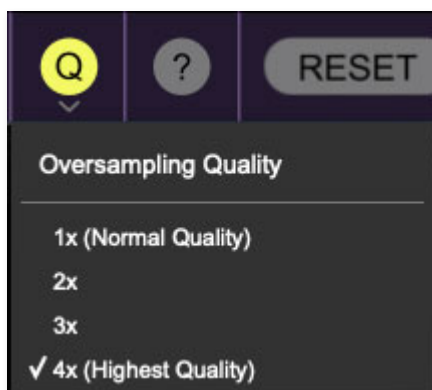 Q ? RESET
Oversampling Quality
1x (Normal Quality)
2x
3x
✓ 4x (Highest Quality)